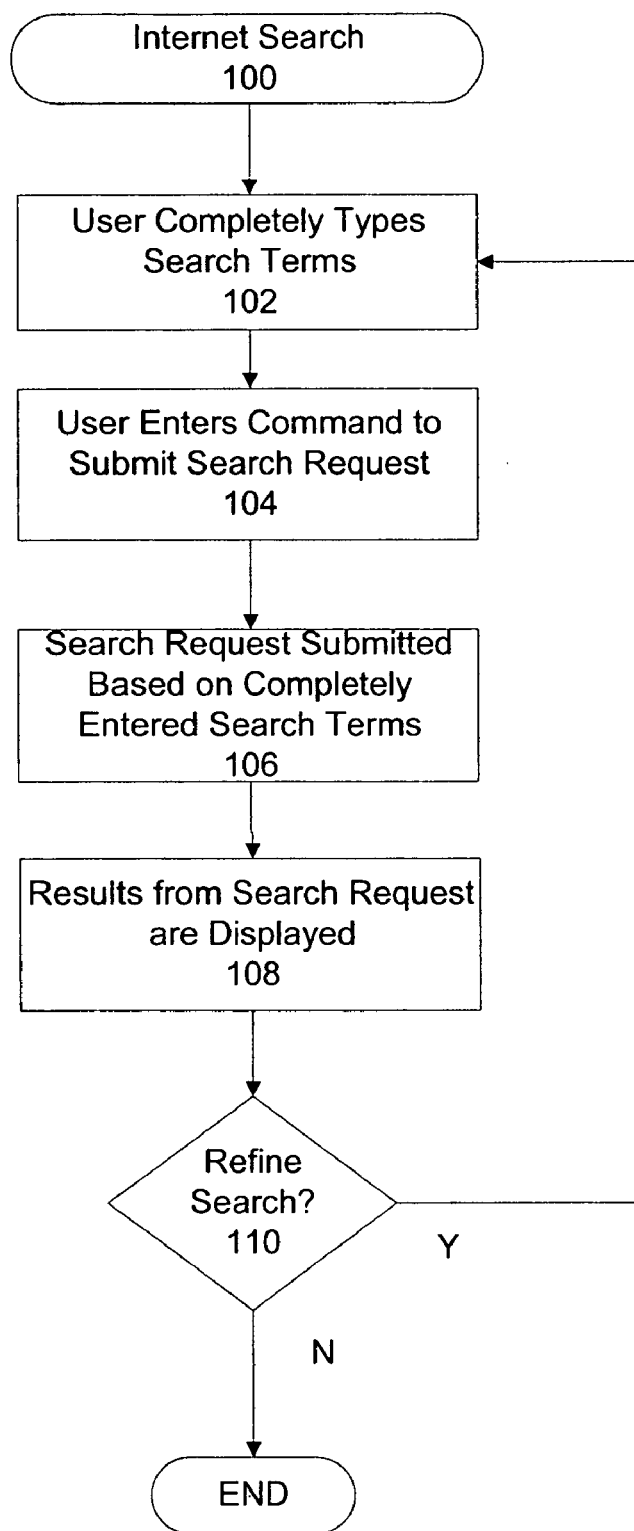 Internet Search
100
User Completely Types
Search Terms
102
User Enters Command to
Submit Search Request
104
Search Request Submitted
Based on Completely
Entered Search Terms
106
Results from Search Request
are Displayed
108
Refine
Search?
110
Y
N
END